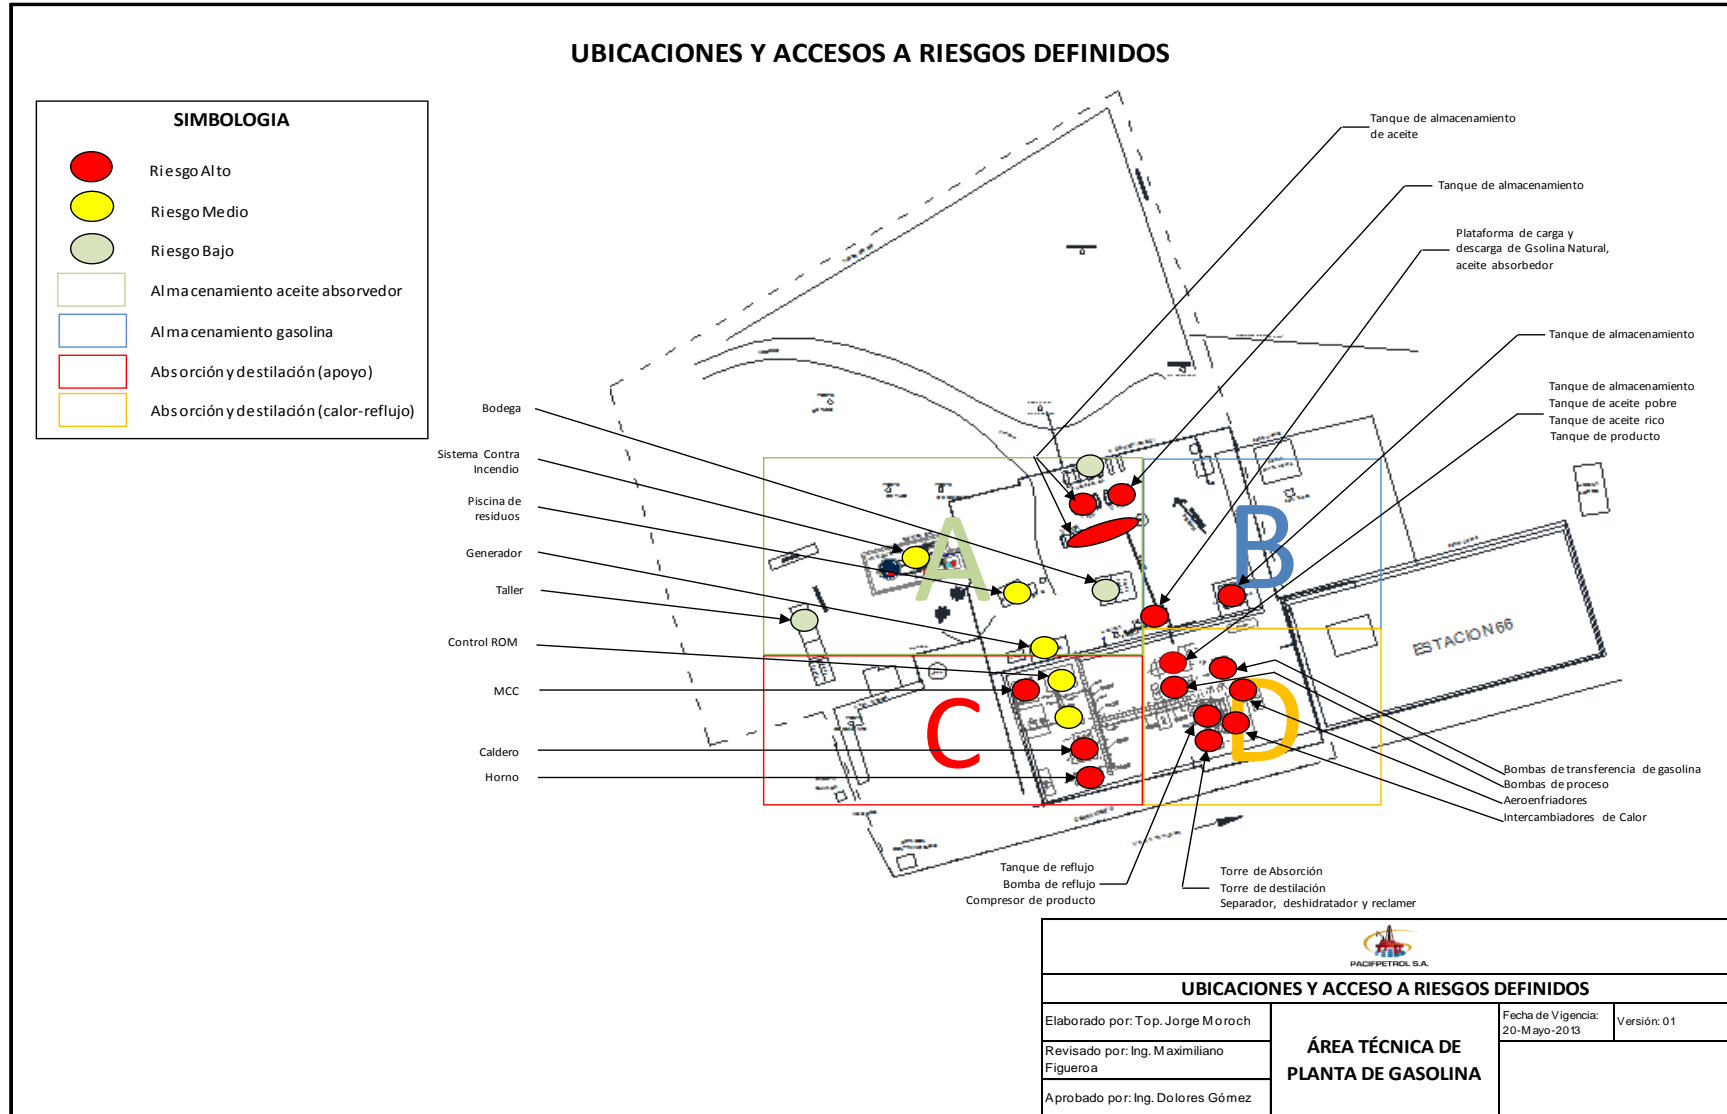 UBICACIONES Y ACCESOS A RIESGOS DEFINIDOS
SIMBOLOGIA
Riesgo Alto
Riesgo Medio
Riesgo Bajo
Almacenamiento aceite absorvedor
Almacenamiento gasolina
Absorción y destilación (apoyo)
Absorción y destilación (calor-reflujo)
Tanque de almacenamiento
de aceite
Tanque de almacenamiento
Plataforma de carga y
descarga de Gsolina Natural,
aceite absorbedor
Tanque de almacenamiento
Tanque de almacenamiento
Tanque de aceite pobre
Tanque de aceite rico
Tanque de producto
Bodega
Sistema Contra
Incendio
Piscina de
residuos
Generador
Taller
Control ROM
MCC
Caldero
Horno
A
B
C
D
ESTACION 66
Bombas de transferencia de gasolina
Bombas de proceso
Aeroenfriadores
Intercambiadores de Calor
Tanque de reflujo
Bomba de reflujo
Compresor de producto
Torre de Absorción
Torre de destilación
Separador, deshidratador y reclamer
PACIFPETROL S.A.
UBICACIONES Y ACCESO A RIESGOS DEFINIDOS
Elaborado por: Top. Jorge Moroch
Revisado por: Ing. Maximiliano
Figueroa
Aprobado por: Ing. Dolores Gómez
ÁREA TÉCNICA DE
PLANTA DE GASOLINA
Fecha de Vigencia:
20-Mayo-2013
Versión: 01